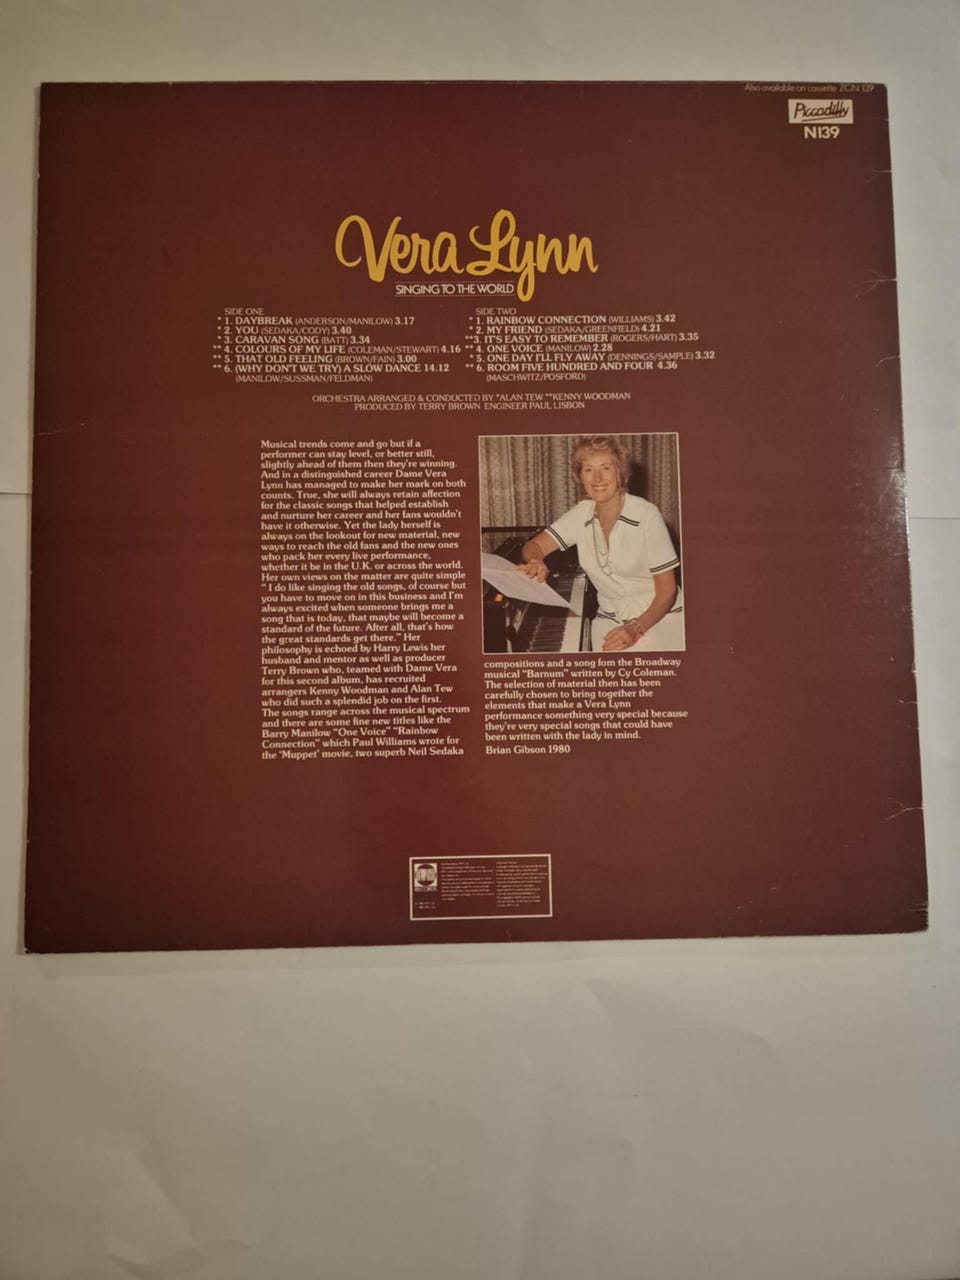 Also available on cassette ZCN 139
Piccadilly
N139
Vera Lynn
SINGING TO THE WORLD
SIDE ONE
* 1. DAYBREAK (ANDERSON/MANILOW) 3.17
* 2. YOU (SEDAKA/CODY) 3.40
* 3. CARAVAN SONG (BATT) 3.34
** 4. COLOURS OF MY LIFE (COLEMAN/STEWART) 4.16
** 5. THAT OLD FEELING (BROWN/FAIN) 3.00
** 6. (WHY DON'T WE TRY) A SLOW DANCE 14.12
(MANILOW/SUSSMAN/FELDMAN)
SIDE TWO
* 1. RAINBOW CONNECTION (WILLIAMS) 3.42
* 2. MY FRIEND (SEDAKA/GREENFIELD) 4.21
**3. IT'S EASY TO REMEMBER (ROGERS/HART) 3.35
** 4. ONE VOICE (MANILOW) 2.28
* 5. ONE DAY I'LL FLY AWAY (DENNINGS/SAMPLE) 3.32
** 6. ROOM FIVE HUNDRED AND FOUR 4.36
(MASCHWITZ/POSFORD)
ORCHESTRA ARRANGED & CONDUCTED BY *ALAN TEW **KENNY WOODMAN
PRODUCED BY TERRY BROWN ENGINEER PAUL LISBON
Musical trends come and go but if a
performer can stay level, or better still,
slightly ahead of them then they're winning.
And in a distinguished career Dame Vera
Lynn has managed to make her mark on both
counts. True, she will always retain affection
for the classic songs that helped establish
and nurture her career and her fans wouldn't
have it otherwise. Yet the lady herself is
always on the lookout for new material, new
ways to reach the old fans and the new ones
who pack her every live performance,
whether it be in the U.K. or across the world.
Her own views on the matter are quite simple
" I do like singing the old songs, of course but
you have to move on in this business and I'm
always excited when someone brings me a
song that is today, that maybe will become a
standard of the future. After all, that's how
the great standards get there." Her
philosophy is echoed by Harry Lewis her
husband and mentor as well as producer
Terry Brown who, teamed with Dame Vera
for this second album, has recruited
arrangers Kenny Woodman and Alan Tew
who did such a splendid job on the first.
The songs range across the musical spectrum
and there are some fine new titles like the
Barry Manilow "One Voice" "Rainbow
Connection" which Paul Williams wrote for
the 'Muppet' movie, two superb Neil Sedaka
compositions and a song fom the Broadway
musical "Barnum" written by Cy Coleman.
The selection of material then has been
carefully chosen to bring together the
elements that make a Vera Lynn
performance something very special because
they're very special songs that could have
been written with the lady in mind.
Brian Gibson 1980
RECORDS